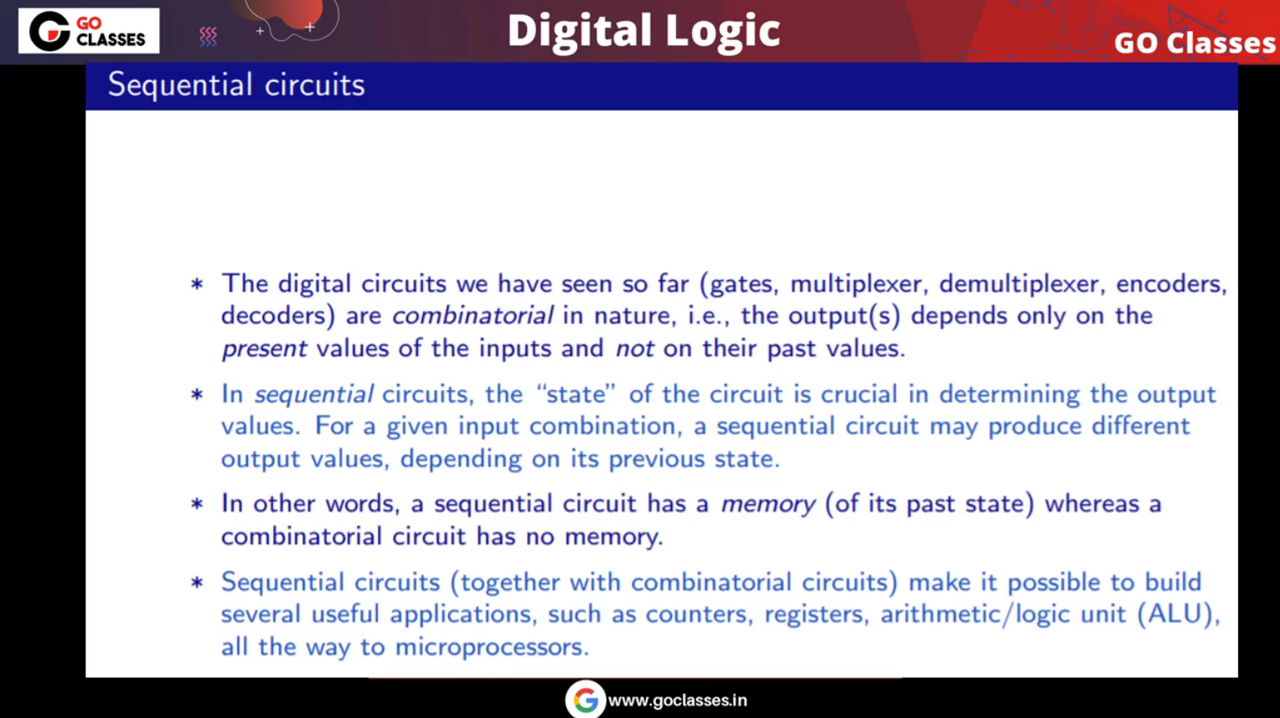 GO
CLASSES
Digital Logic
GO Classes
Sequential circuits
* The digital circuits we have seen so far (gates, multiplexer, demultiplexer, encoders,
decoders) are combinatorial in nature, i.e., the output(s) depends only on the
present values of the inputs and not on their past values.
* In sequential circuits, the “state” of the circuit is crucial in determining the output
values. For a given input combination, a sequential circuit may produce different
output values, depending on its previous state.
* In other words, a sequential circuit has a memory (of its past state) whereas a
combinatorial circuit has no memory.
* Sequential circuits (together with combinatorial circuits) make it possible to build
several useful applications, such as counters, registers, arithmetic/logic unit (ALU),
all the way to microprocessors.
www.goclasses.in